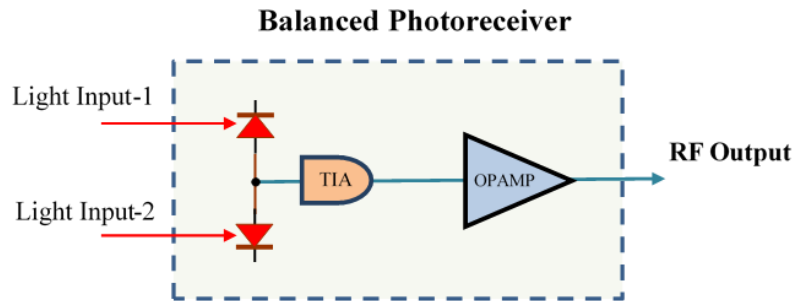 Balanced Photoreceiver
Light Input-1
TIA
OPAMP
RF Output
Light Input-2